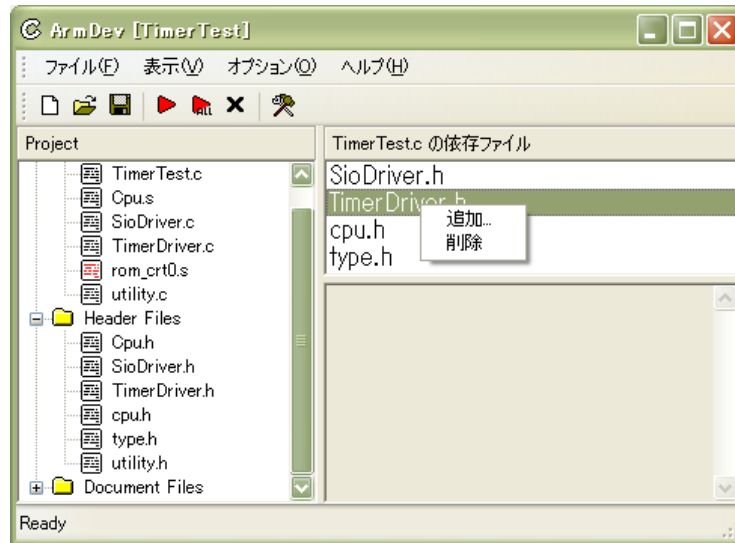 ArmDev [TimerTest]
ファイル(F) 表示(V) オプション(O) ヘルプ(H)
ALL
Project
TimerTest.c
Cpu.s
SioDriver.c
TimerDriver.c
rom_crt0.s
utility.c
Header Files
Cpu.h
SioDriver.h
TimerDriver.h
cpu.h
type.h
utility.h
Document Files
TimerTest.c の依存ファイル
SioDriver.h
TimerDriver.h
cpu.h
type.h
追加...
削除
Ready